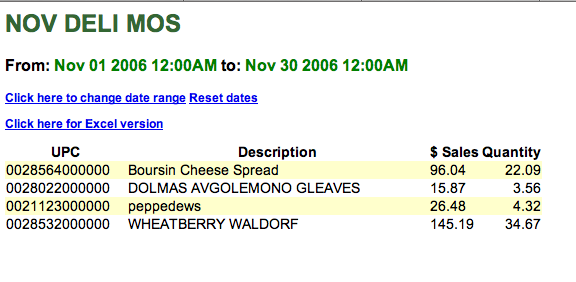 NOV DELI MOS
From: Nov 01 2006 12:00AM to: Nov 30 2006 12:00AM
Click here to change date range Reset dates
Click here for Excel version
UPC Description $ Sales Quantity
0028564000000 Boursin Cheese Spread 96.04 22.09
0028022000000 DOLMAS AVGOLEMONO GLEAVES 15.87 3.56
0021123000000 peppedews 26.48 4.32
0028532000000 WHEATBERRY WALDORF 145.19 34.67